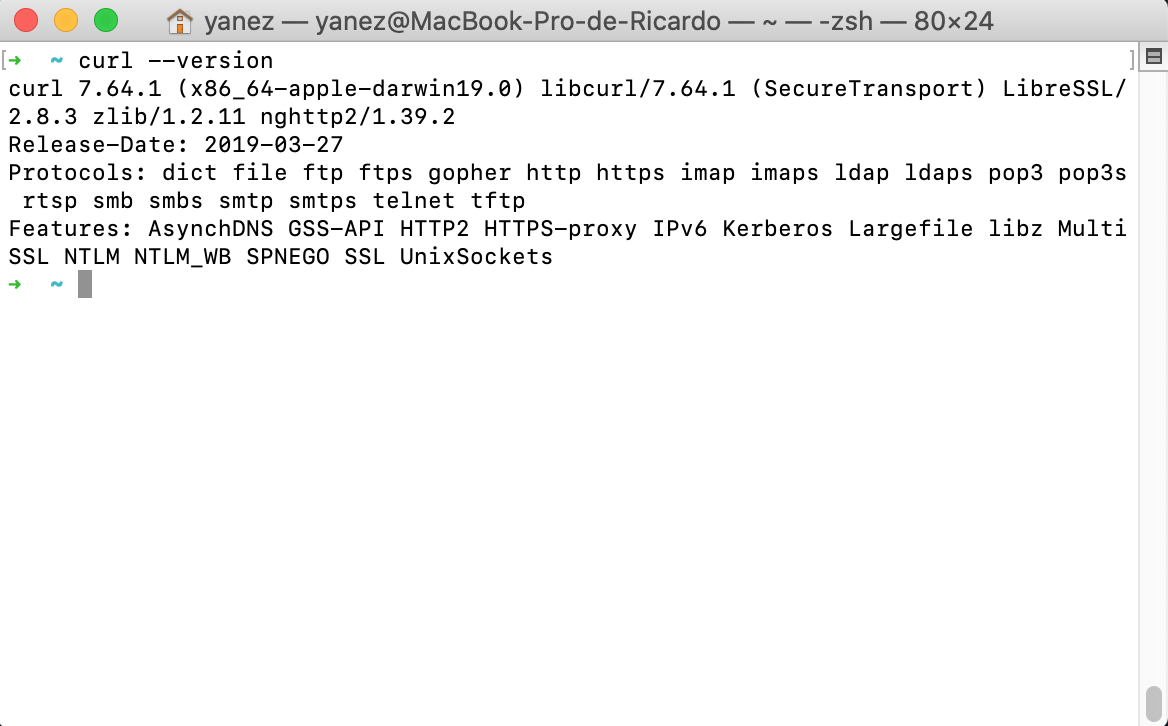 yanez — yanez@MacBook-Pro-de-Ricardo — ~ — -zsh — 80×24
[➜  ~ curl --version ]
curl 7.64.1 (x86_64-apple-darwin19.0) libcurl/7.64.1 (SecureTransport) LibreSSL/
2.8.3 zlib/1.2.11 nghttp2/1.39.2
Release-Date: 2019-03-27
Protocols: dict file ftp ftps gopher http https imap imaps ldap ldaps pop3 pop3s
 rtsp smb smbs smtp smtps telnet tftp
Features: AsynchDNS GSS-API HTTP2 HTTPS-proxy IPv6 Kerberos Largefile libz Multi
SSL NTLM NTLM_WB SPNEGO SSL UnixSockets
➜  ~